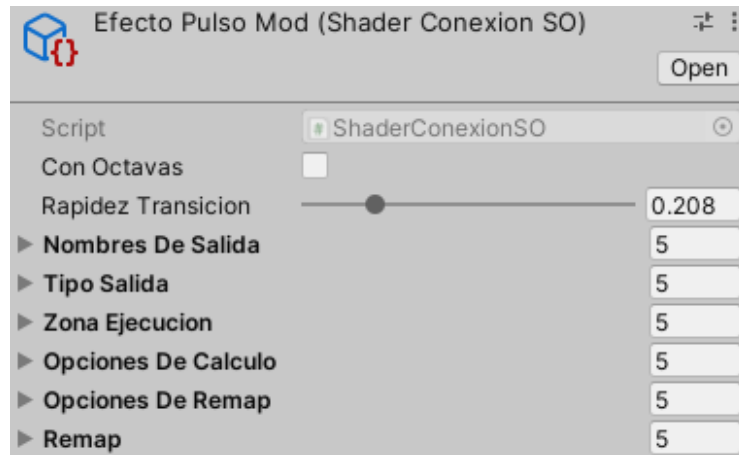 Efecto Pulso Mod (Shader Conexion SO)
Open
Script ShaderConexionSO
Con Octavas
Rapidez Transicion 0.208
Nombres De Salida 5
Tipo Salida 5
Zona Ejecucion 5
Opciones De Calculo 5
Opciones De Remap 5
Remap 5